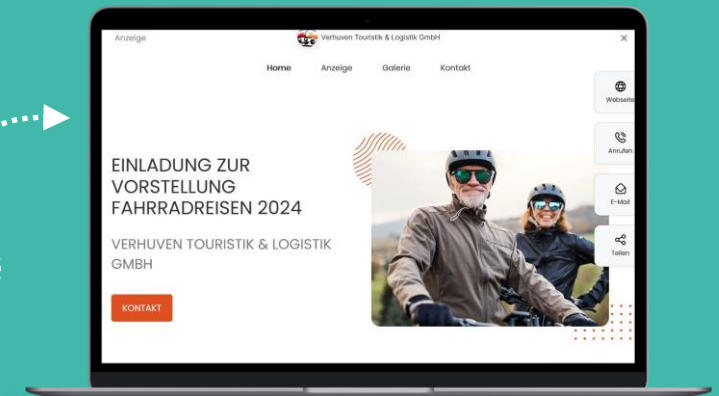 Anzeige
Verhuven Touristik & Logistik GmbH
Home Anzeige Galerie Kontakt
Webseite
Anrufen
E-Mail
Teilen
EINLADUNG ZUR
VORSTELLUNG
FAHRRADREISEN 2024
VERHUVEN TOURISTIK & LOGISTIK
GMBH
KONTAKT